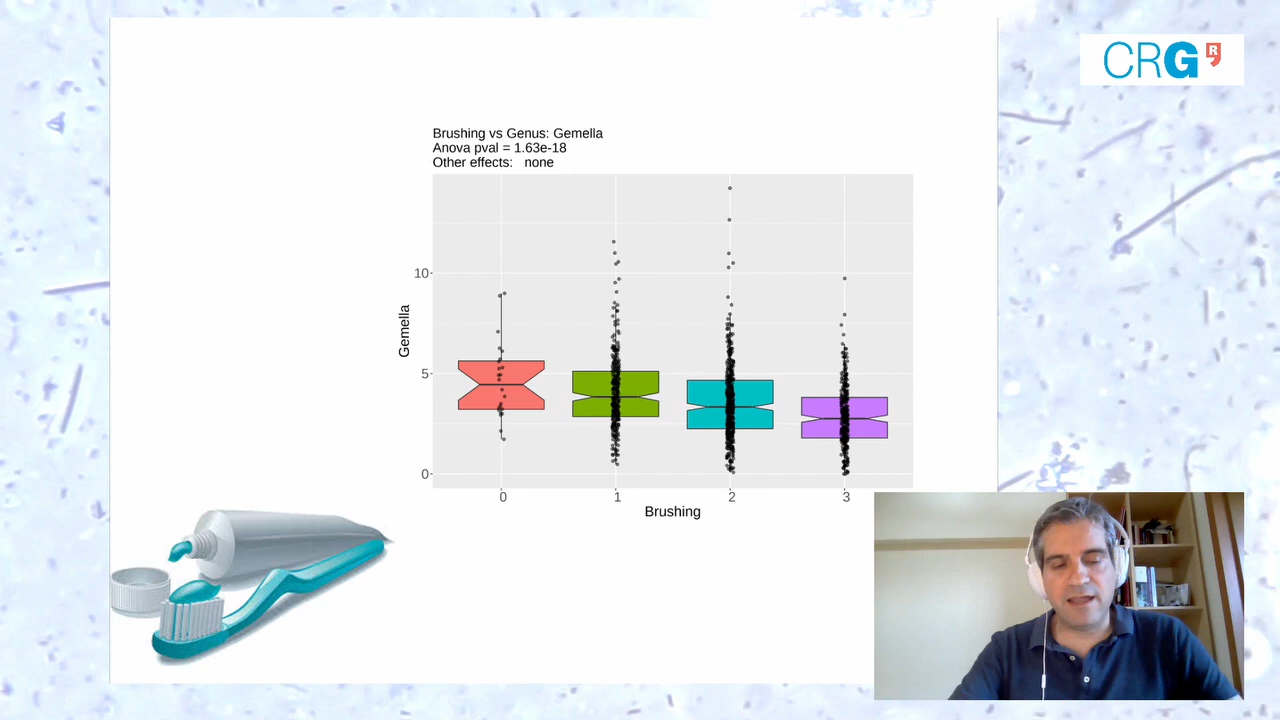 CRG
R
Brushing vs Genus: Gemella
Anova pval = 1.63e-18
Other effects: none
Gemella
10
5
0
0
1
2
3
Brushing